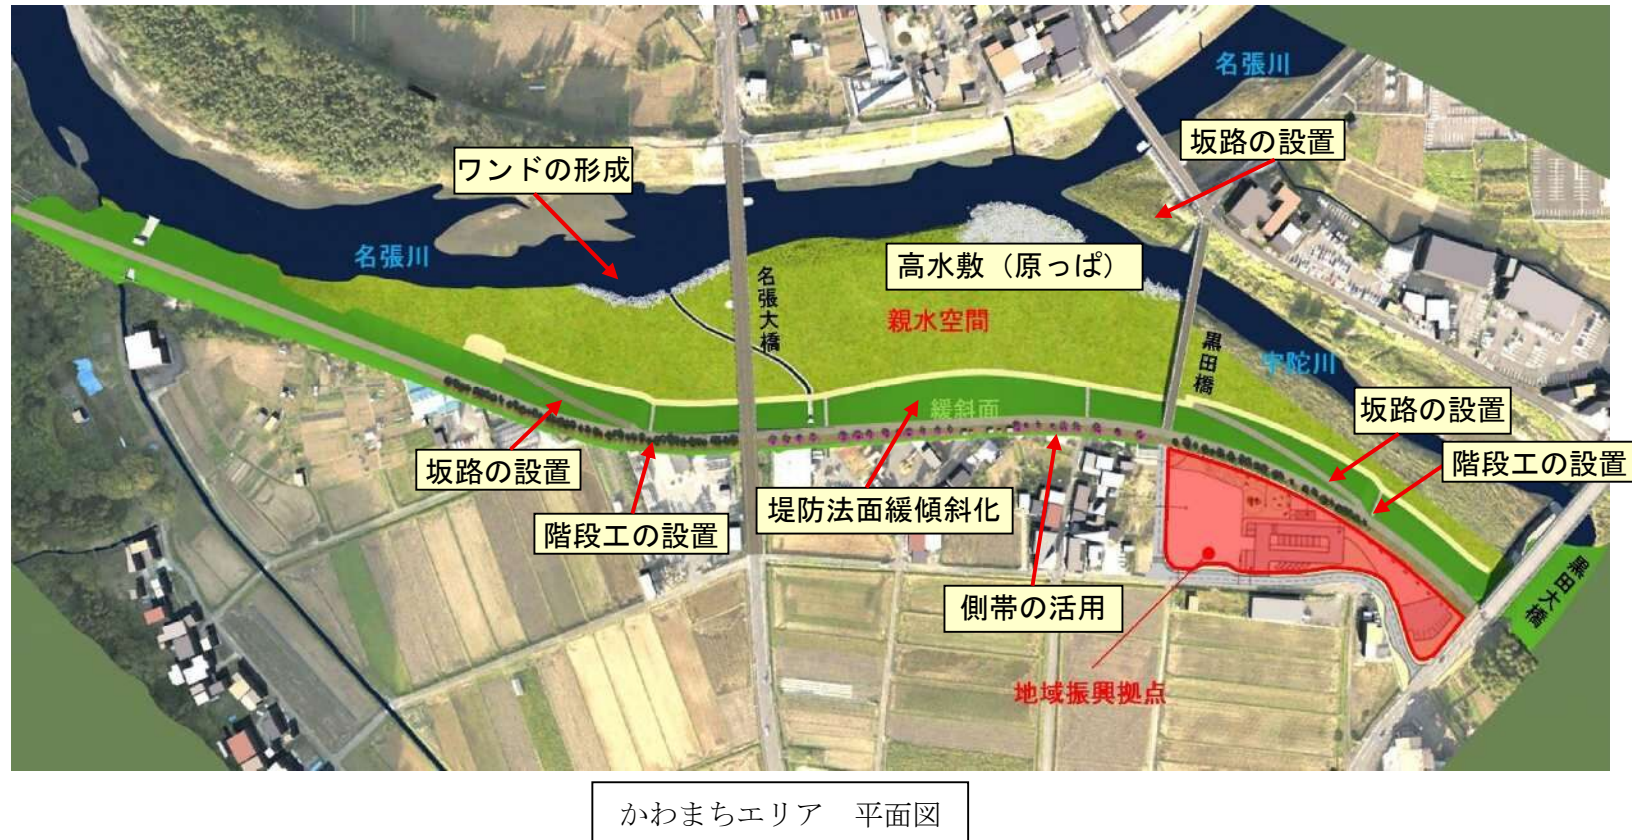 名張川
坂路の設置
ワンドの形成
名張川
高水敷（原っぱ）
名張大橋
親水空間
黒田橋
宇陀川
緩斜面
坂路の設置
階段工の設置
坂路の設置
堤防法面緩傾斜化
階段工の設置
側帯の活用
黒田大橋
地域振興拠点
かわまちエリア　平面図